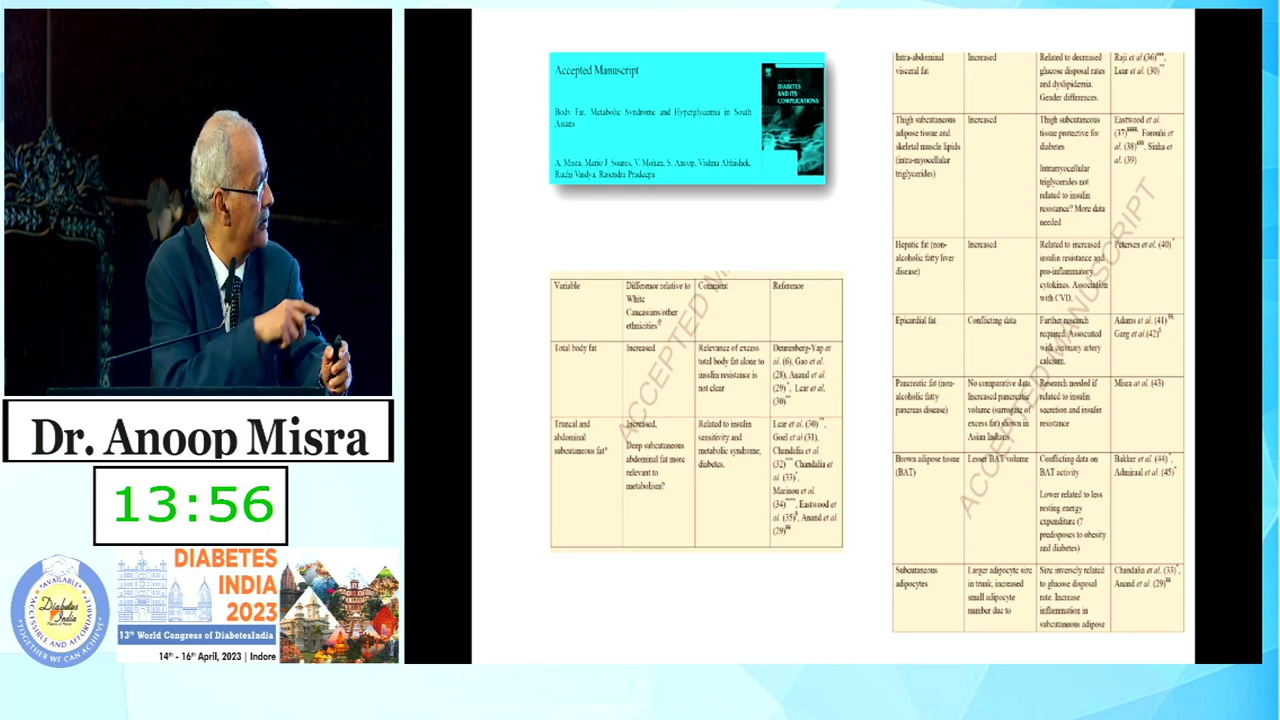 Dr. Anoop Misra
13:56
AVAILABLE
ACCESSIBLE AND AFFORDABLE
Diabetes
India
TOGETHER WE CAN ACHIEVE
DIABETES
INDIA
2023
13th World Congress of DiabetesIndia
14th - 16th April, 2023 | Indore
Accepted Manuscript
DIABETES
AND ITS
COMPLICATIONS
Body Fat, Metabolic Syndrome and Hyperglycemia in South
Asians
A. Misra, Mario J. Soares, V. Mohan, S. Anoop, Vishnu Abhishek,
Ruchi Vaidya, Rasendra Pradeepa
Variable
Difference relative to
White
Caucasians/other
ethnicities@
Comment
Reference
Total body fat
Increased
Relevance of excess
total body fat alone to
insulin resistance is
not clear
Deurenberg-Yap et
al. (6), Gao et al.
(28), Anand et al.
(29)*, Lear et al.
(30)**
Truncal and
abdominal
subcutaneous fat#
Increased,
Deep subcutaneous
abdominal fat more
relevant to
metabolism?
Related to insulin
sensitivity and
metabolic syndrome,
diabetes.
Lear et al. (30)**,
Goel et al. (31),
Chandalia et al.
(32)*** Chandalia
et al. (33)*,
Marinou et al.
(34)****, Eastwood
et al. (35)$, Anand et al.
(29)
ACCEPTED M
Intra-abdominal
visceral fat
Increased
Related to decreased
glucose disposal rates
and dyslipidemia.
Gender differences.
Raji et al.(36)
Lear et al. (30)**
Thigh subcutaneous
adipose tissue and
skeletal muscle lipids
(intra-myocellular
triglycerides)
Increased
Thigh subcutaneous
tissue protective for
diabetes
Intramyocellular
triglycerides not
related to insulin
resistance? More data
needed
Eastwood et al.
(37) Forouhi et
al. (38), Sinha et
al. (39)
Hepatic fat (non-
alcoholic fatty liver
disease)
Increased
Related to increased
insulin resistance and
pro-inflammatory
cytokines. Association
with CVD.
Petersen et al. (40)*
Epicardial fat
Conflicting data
Further research
required. Associated
with coronary artery
calcium.
Adams et al. (41)
Garg et al.(42)$
Pancreatic fat (non-
alcoholic fatty
pancreas disease)
No comparative data.
Increased pancreatic
volume (surrogate of
excess fat) shown in
Asian Indians
Research needed if
related to insulin
secretion and insulin
resistance
Misra et al. (43)
Brown adipose tissue
(BAT)
Lesser BAT volume
Conflicting data on
BAT activity
Lower related to less
resting energy
expenditure (?
predisposes to obesity
and diabetes)
Bakker et al. (44)*,
Admiraal et al. (45)*
Subcutaneous
adipocytes
Larger adipocyte size
in trunk, increased
small adipocyte
number due to
Size inversely related
to glucose disposal
rate. Increase
inflammation in
subcutaneous adipose
Chandalia et al. (33)*,
Anand et al. (29)
ACCEPTED MANUSCRIPT